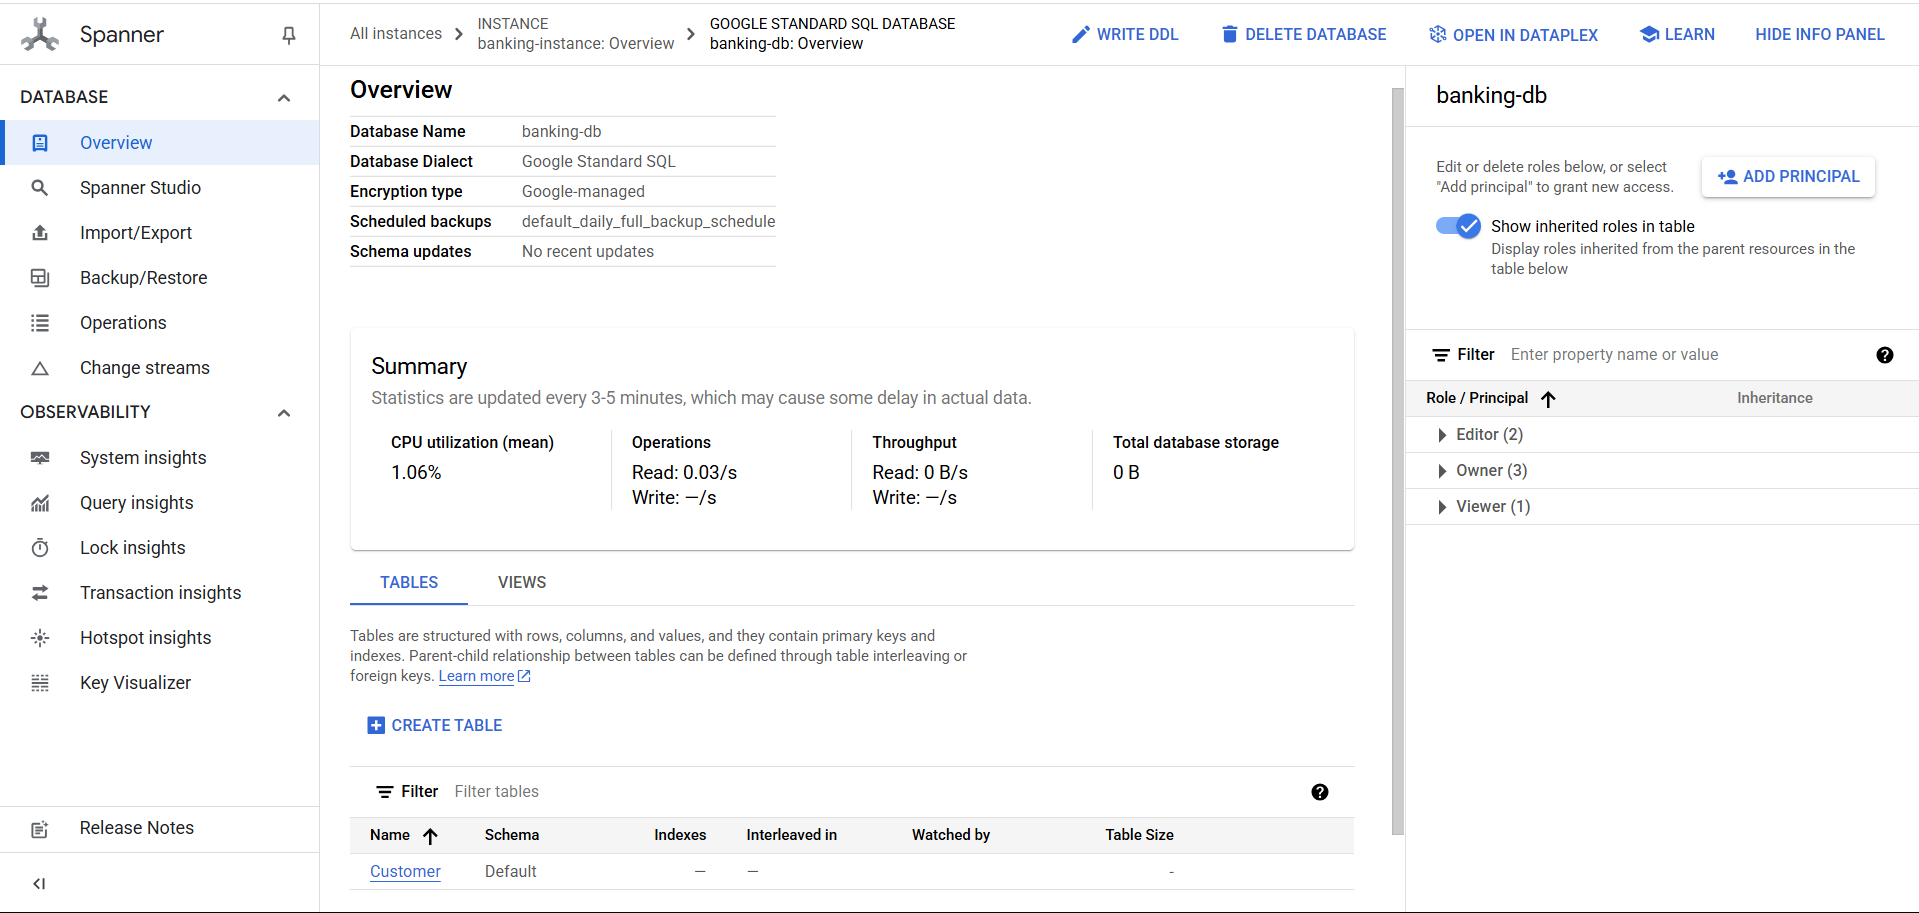 Spanner
All instances
INSTANCE
banking-instance: Overview
GOOGLE STANDARD SQL DATABASE
banking-db: Overview
WRITE DDL
DELETE DATABASE
OPEN IN DATAPLEX
LEARN
HIDE INFO PANEL
DATABASE
Overview
Spanner Studio
Import/Export
Backup/Restore
Operations
Change streams
OBSERVABILITY
System insights
Query insights
Lock insights
Transaction insights
Hotspot insights
Key Visualizer
Release Notes
Overview
Database Name banking-db
Database Dialect Google Standard SQL
Encryption type Google-managed
Scheduled backups default_daily_full_backup_schedule
Schema updates No recent updates
Summary
Statistics are updated every 3-5 minutes, which may cause some delay in actual data.
CPU utilization (mean)
1.06%
Operations
Read: 0.03/s
Write: —/s
Throughput
Read: 0 B/s
Write: —/s
Total database storage
0 B
TABLES VIEWS
Tables are structured with rows, columns, and values, and they contain primary keys and
indexes. Parent-child relationship between tables can be defined through table interleaving or
foreign keys. Learn more
CREATE TABLE
Filter Filter tables
Name Schema Indexes Interleaved in Watched by Table Size
Customer Default — — -
banking-db
Edit or delete roles below, or select
"Add principal" to grant new access.
ADD PRINCIPAL
Show inherited roles in table
Display roles inherited from the parent resources in the
table below
Filter Enter property name or value
Role / Principal Inheritance
Editor (2)
Owner (3)
Viewer (1)